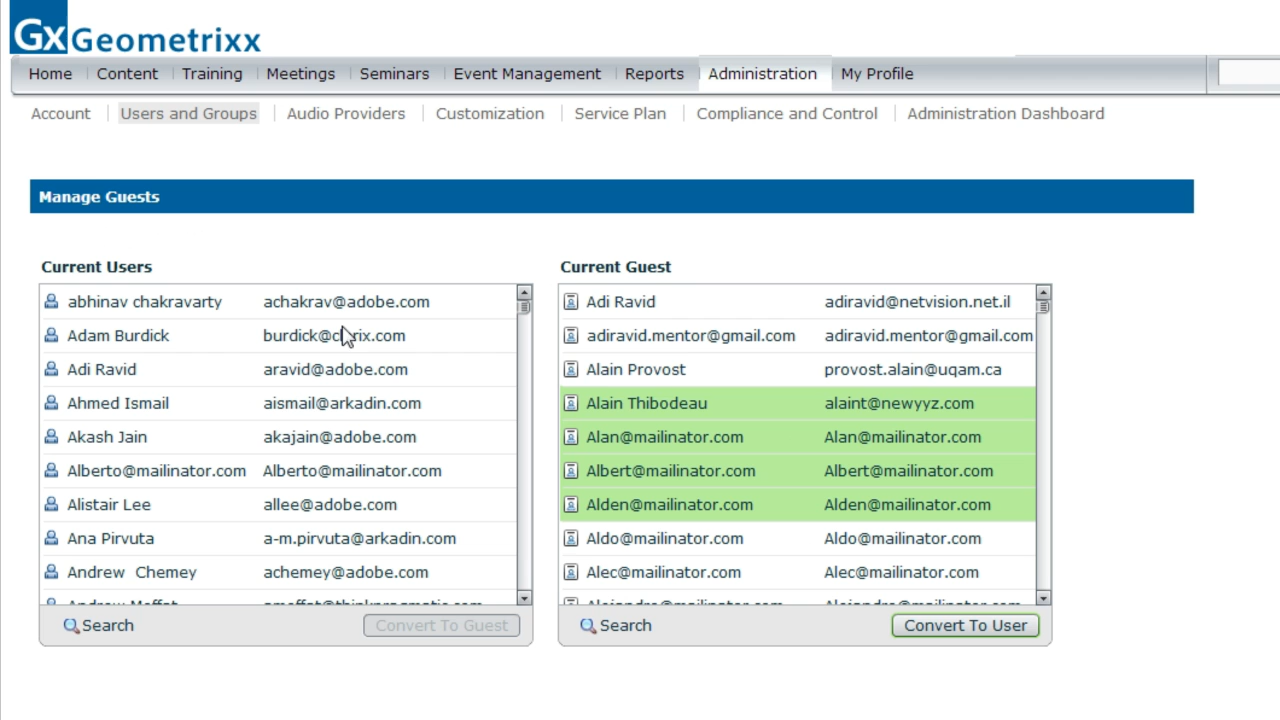 Gx Geometrixx
Home Content Training Meetings Seminars Event Management Reports Administration My Profile
Account Users and Groups Audio Providers Customization Service Plan Compliance and Control Administration Dashboard
Manage Guests
Current Users
abhinav chakravarty achakrav@adobe.com
Adam Burdick
Adi Ravid aravid@adobe.com
Ahmed Ismail aismail@arkadin.com
Akash Jain akajain@adobe.com
Alberto@mailinator.com Alberto@mailinator.com
Alistair Lee allee@adobe.com
Ana Pirvuta a-m.pirvuta@arkadin.com
Andrew Chemey achemey@adobe.com
Search Convert To Guest
Current Guest
Adi Ravid adiravid@netvision.net.il
adiravid.mentor@gmail.com adiravid.mentor@gmail.com
Alain Provost provost.alain@uqam.ca
Alain Thibodeau alaint@newyyz.com
Alan@mailinator.com Alan@mailinator.com
Albert@mailinator.com Albert@mailinator.com
Alden@mailinator.com Alden@mailinator.com
Aldo@mailinator.com Aldo@mailinator.com
Alec@mailinator.com Alec@mailinator.com
Search Convert To User